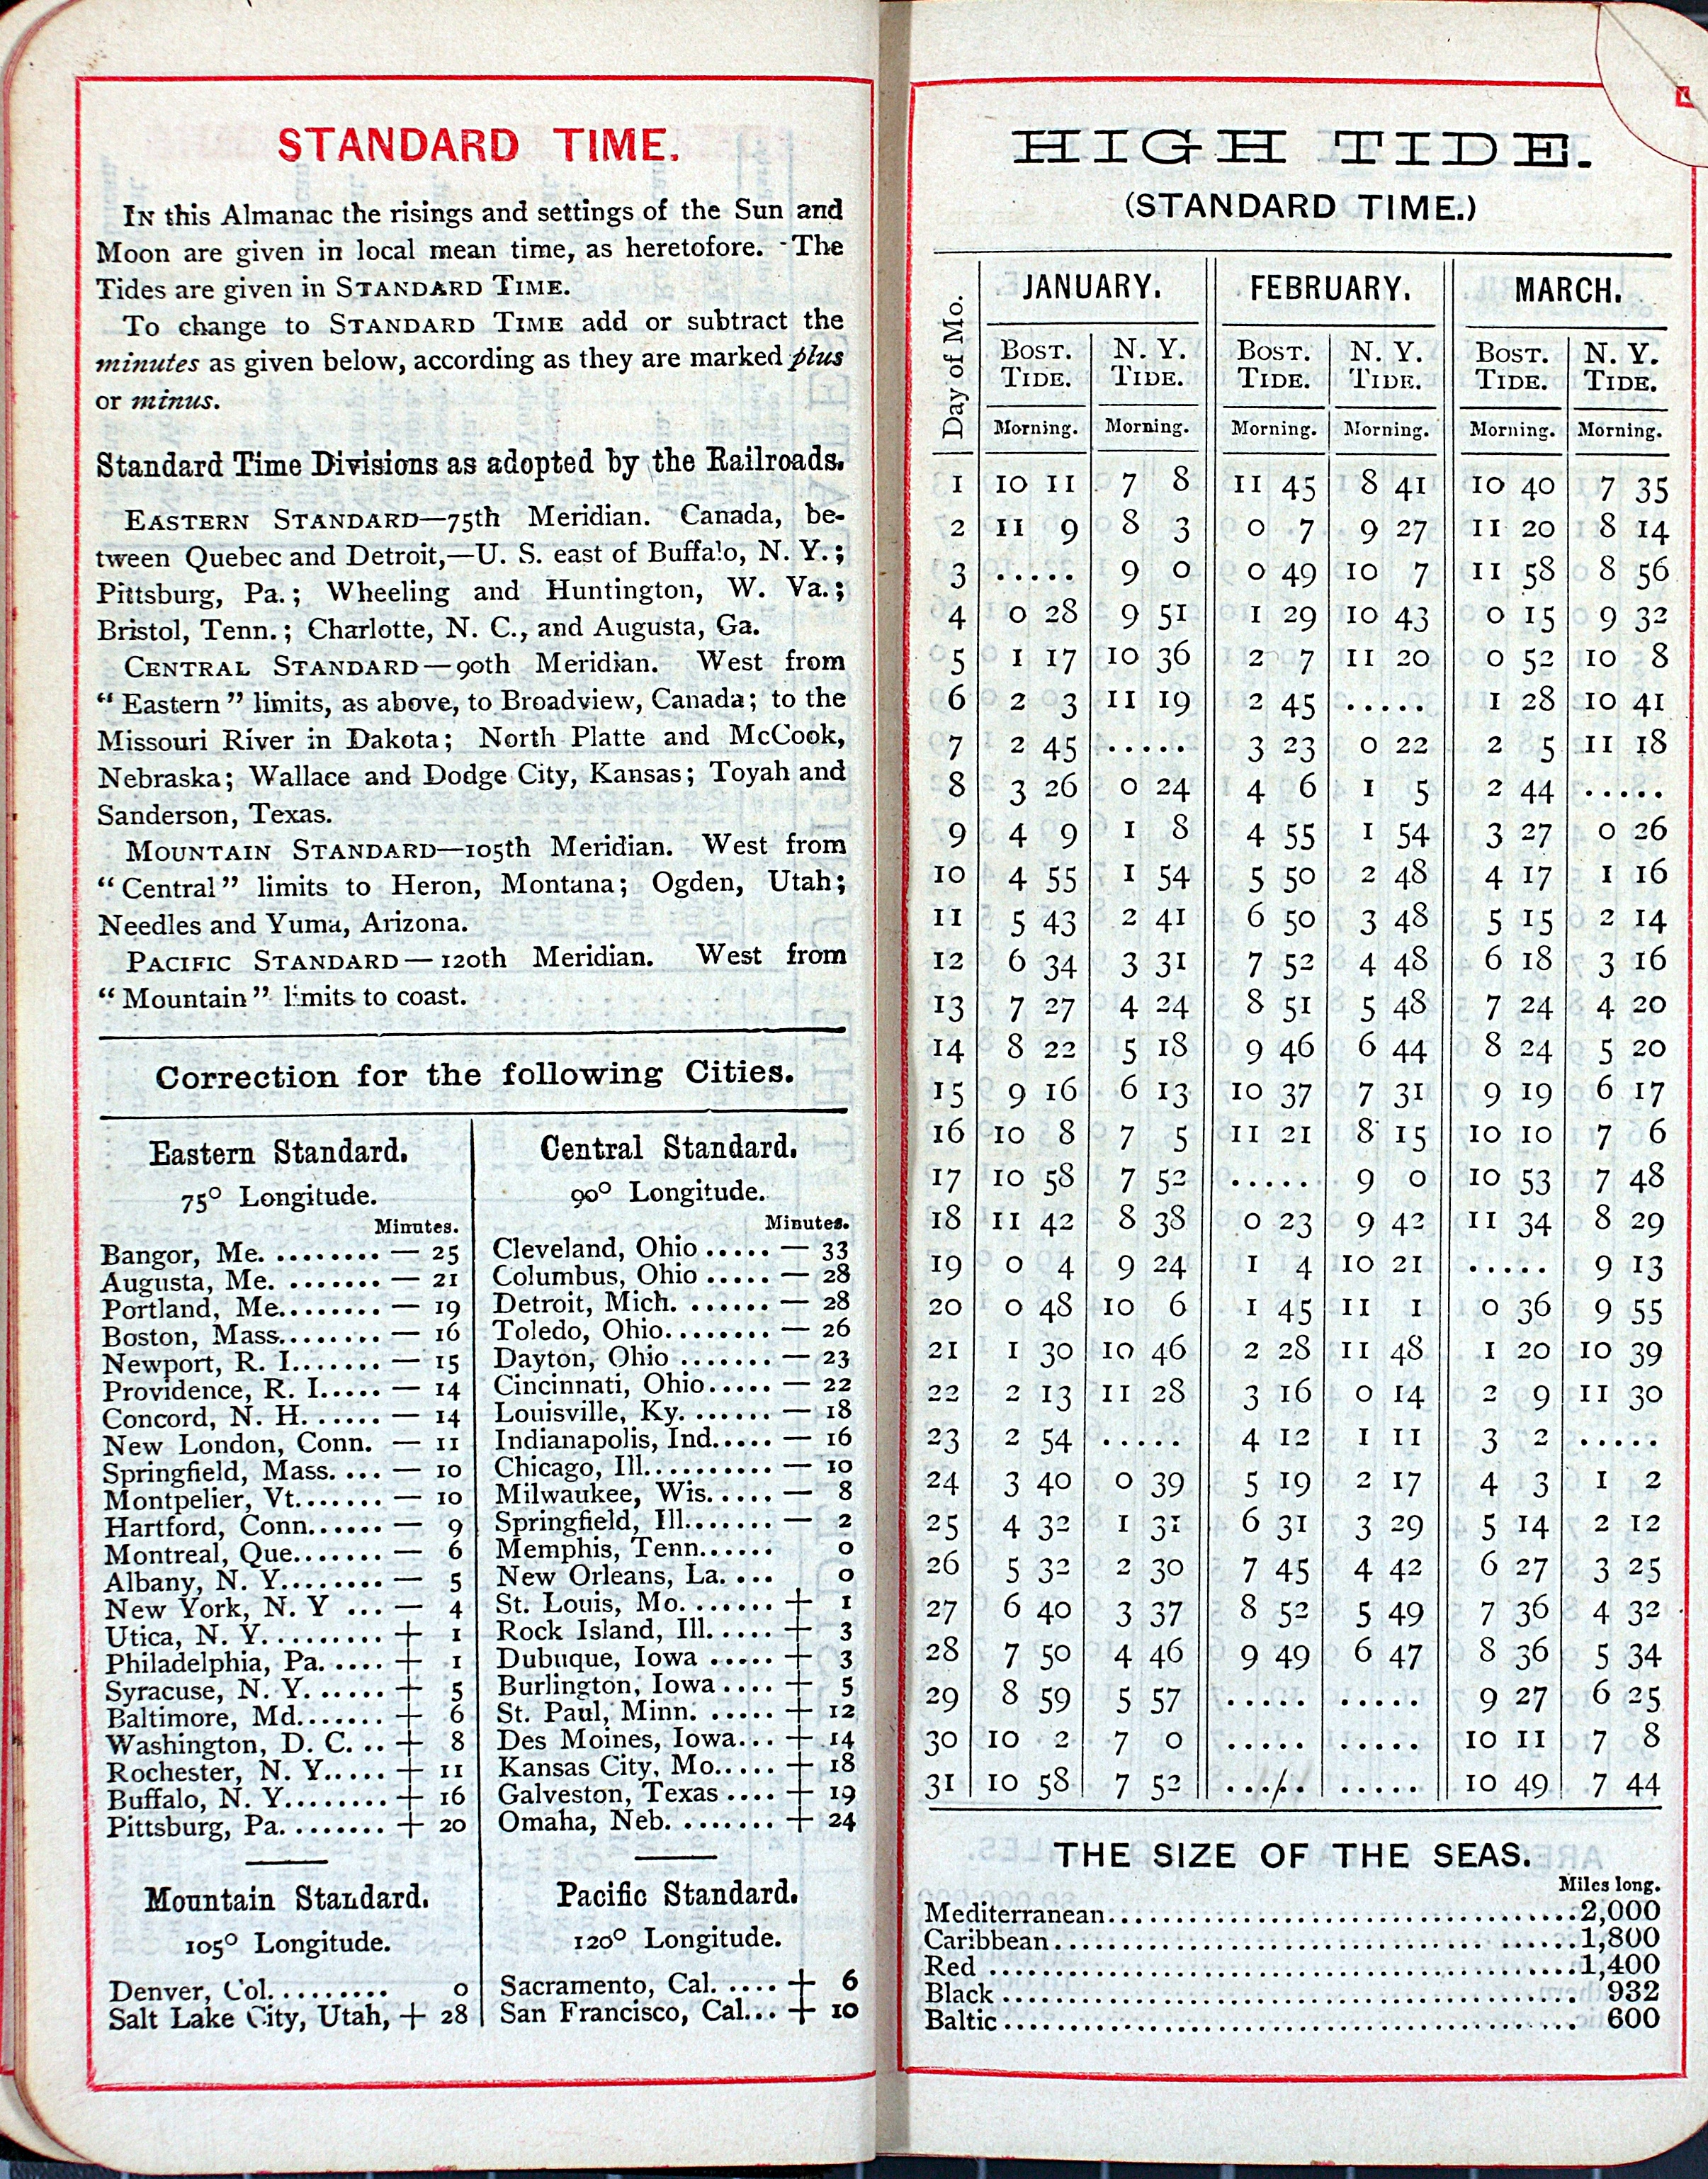 STANDARD TIME.
IN this Almanac the risings and settings of the Sun and
Moon are given in local mean time, as heretofore. The
Tides are given in STANDARD TIME.
To change to STANDARD TIME add or subtract the
minutes as given below, according as they are marked plus
or minus.
Standard Time Divisions as adopted by the Railroads.
EASTERN STANDARD—75th Meridian. Canada, be-
tween Quebec and Detroit,—U. S. east of Buffalo, N. Y.;
Pittsburg, Pa.; Wheeling and Huntington, W. Va.;
Bristol, Tenn.; Charlotte, N. C., and Augusta, Ga.
CENTRAL STANDARD—90th Meridian. West from
"Eastern" limits, as above, to Broadview, Canada; to the
Missouri River in Dakota; North Platte and McCook,
Nebraska; Wallace and Dodge City, Kansas; Toyah and
Sanderson, Texas.
MOUNTAIN STANDARD—105th Meridian. West from
"Central" limits to Heron, Montana; Ogden, Utah;
Needles and Yuma, Arizona.
PACIFIC STANDARD—120th Meridian. West from
"Mountain" limits to coast.
Correction for the following Cities.
Eastern Standard.
75° Longitude.
Minutes.
Bangor, Me. ........ — 25
Augusta, Me. ....... — 21
Portland, Me........ — 19
Boston, Mass........ — 16
Newport, R. I....... — 15
Providence, R. I..... — 14
Concord, N. H. ...... — 14
New London, Conn. — 11
Springfield, Mass. ... — 10
Montpelier, Vt....... — 10
Hartford, Conn...... — 9
Montreal, Que....... — 6
Albany, N. Y........ — 5
New York, N. Y ... — 4
Utica, N. Y. ........ + 1
Philadelphia, Pa. .... + 1
Syracuse, N. Y. ..... + 5
Baltimore, Md....... + 6
Washington, D. C. .. + 8
Rochester, N. Y..... + 11
Buffalo, N. Y........ + 16
Pittsburg, Pa. ....... + 20
Mountain Standard.
105° Longitude.
Denver, Col. ........ 0
Salt Lake City, Utah, + 28
Central Standard.
90° Longitude.
Minutes.
Cleveland, Ohio ..... — 33
Columbus, Ohio ..... — 28
Detroit, Mich. ...... — 28
Toledo, Ohio........ — 26
Dayton, Ohio ....... — 23
Cincinnati, Ohio..... — 22
Louisville, Ky. ...... — 18
Indianapolis, Ind..... — 16
Chicago, Ill.......... — 10
Milwaukee, Wis. .... — 8
Springfield, Ill....... — 2
Memphis, Tenn...... 0
New Orleans, La. ... 0
St. Louis, Mo. ...... + 1
Rock Island, Ill. .... + 3
Dubuque, Iowa ..... + 3
Burlington, Iowa .... + 5
St. Paul, Minn. ..... + 12
Des Moines, Iowa... + 14
Kansas City, Mo..... + 18
Galveston, Texas .... + 19
Omaha, Neb. ....... + 24
Pacific Standard.
120° Longitude.
Sacramento, Cal. .... + 6
San Francisco, Cal... + 10
HIGH TIDE.
(STANDARD TIME.)
Day of Mo. JANUARY. FEBRUARY. MARCH.
BOST. TIDE. N. Y. TIDE. BOST. TIDE. N. Y. TIDE. BOST. TIDE. N. Y. TIDE.
Morning. Morning. Morning. Morning. Morning. Morning.
1 10 11 7 8 11 45 8 41 10 40 7 35
2 11 9 8 3 0 7 9 27 11 20 8 14
3 ..... 9 0 0 49 10 7 11 58 8 56
4 0 28 9 51 1 29 10 43 0 15 9 32
5 1 17 10 36 2 7 11 20 0 52 10 8
6 2 3 11 19 2 45 ..... 1 28 10 41
7 2 45 ..... 3 23 0 22 2 5 11 18
8 3 26 0 24 4 6 1 5 2 44 .....
9 4 9 1 8 4 55 1 54 3 27 0 26
10 4 55 1 54 5 50 2 48 4 17 1 16
11 5 43 2 41 6 50 3 48 5 15 2 14
12 6 34 3 31 7 52 4 48 6 18 3 16
13 7 27 4 24 8 51 5 48 7 24 4 20
14 8 22 5 18 9 46 6 44 8 24 5 20
15 9 16 6 13 10 37 7 31 9 19 6 17
16 10 8 7 5 11 21 8 15 10 10 7 6
17 10 58 7 52 ..... 9 0 10 53 7 48
18 11 42 8 38 0 23 9 42 11 34 8 29
19 0 4 9 24 1 4 10 21 ..... 9 13
20 0 48 10 6 1 45 11 1 0 36 9 55
21 1 30 10 46 2 28 11 48 1 20 10 39
22 2 13 11 28 3 16 0 14 2 9 11 30
23 2 54 ..... 4 12 1 11 3 2 .....
24 3 40 0 39 5 19 2 17 4 3 1 2
25 4 32 1 31 6 31 3 29 5 14 2 12
26 5 32 2 30 7 45 4 42 6 27 3 25
27 6 40 3 37 8 52 5 49 7 36 4 32
28 7 50 4 46 9 49 6 47 8 36 5 34
29 8 59 5 57 ..... ..... 9 27 6 25
30 10 2 7 0 ..... ..... 10 11 7 8
31 10 58 7 52 ..... ..... 10 49 7 44
THE SIZE OF THE SEAS.
Miles long.
Mediterranean...................................2,000
Caribbean.......................................1,800
Red ............................................1,400
Black .......................................... 932
Baltic.......................................... 600